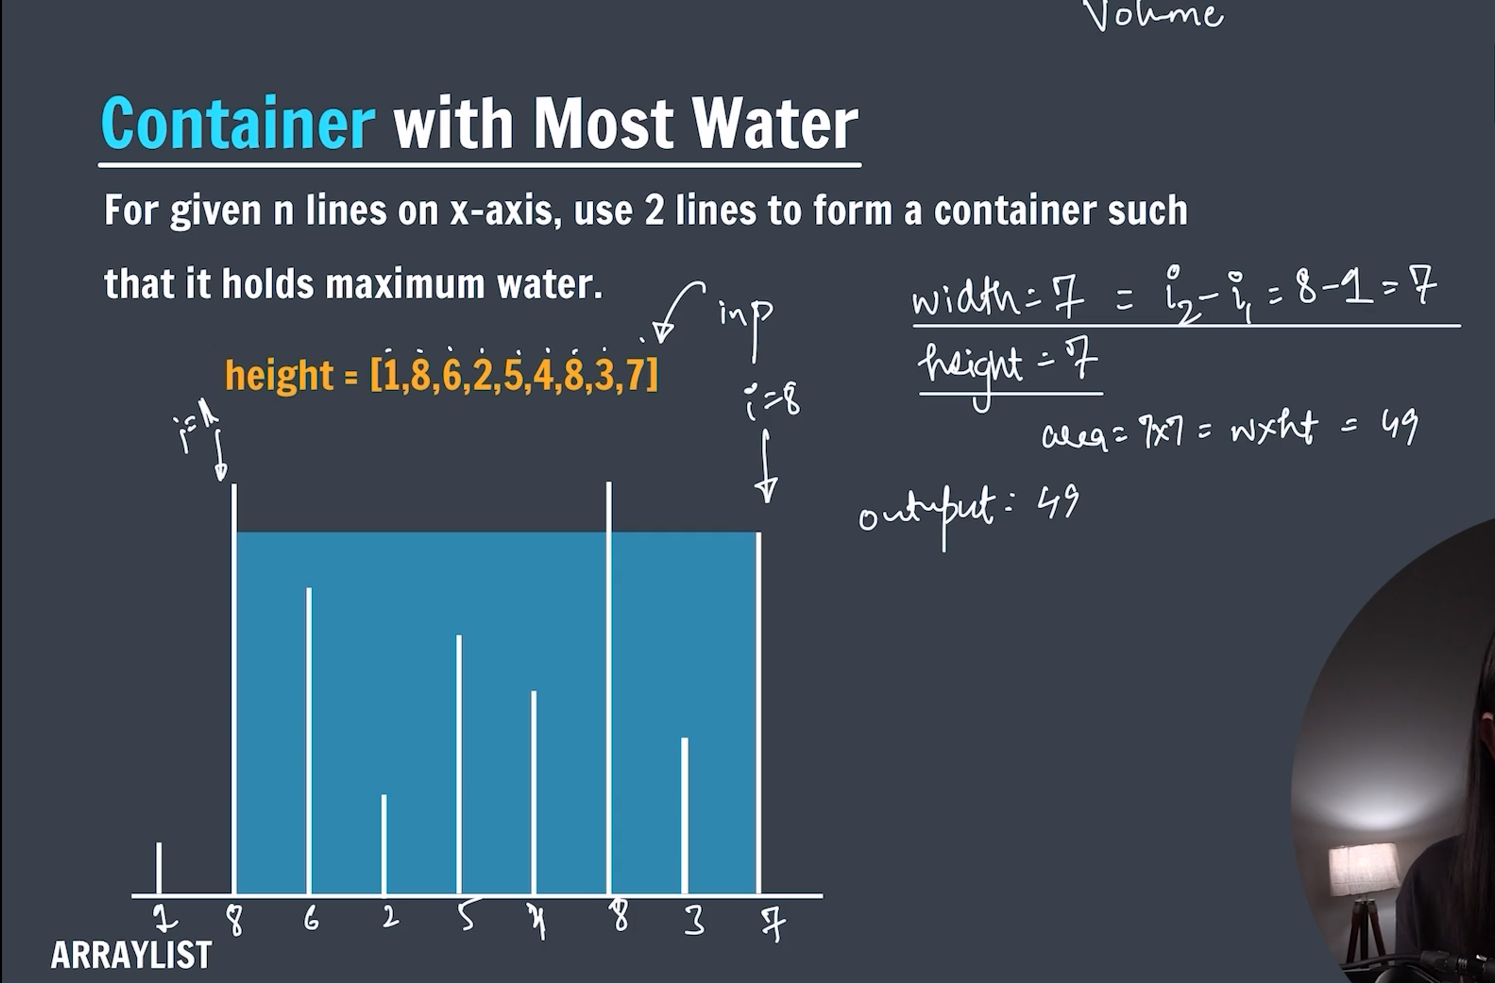 Volume
Container with Most Water
For given n lines on x-axis, use 2 lines to form a container such
that it holds maximum water.
inp
width = 7 = i2 - i1 = 8-1 = 7
height = 7
height = [1,8,6,2,5,4,8,3,7]
i=1
i=8
area = 7x7 = wxht = 49
output: 49
1 8 6 2 5 4 8 3 7
ARRAYLIST